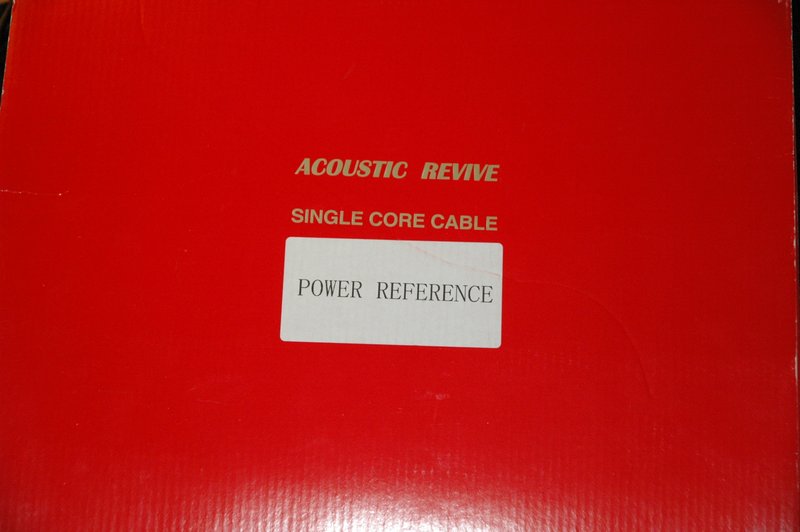 ACOUSTIC REVIVE
SINGLE CORE CABLE
POWER REFERENCE